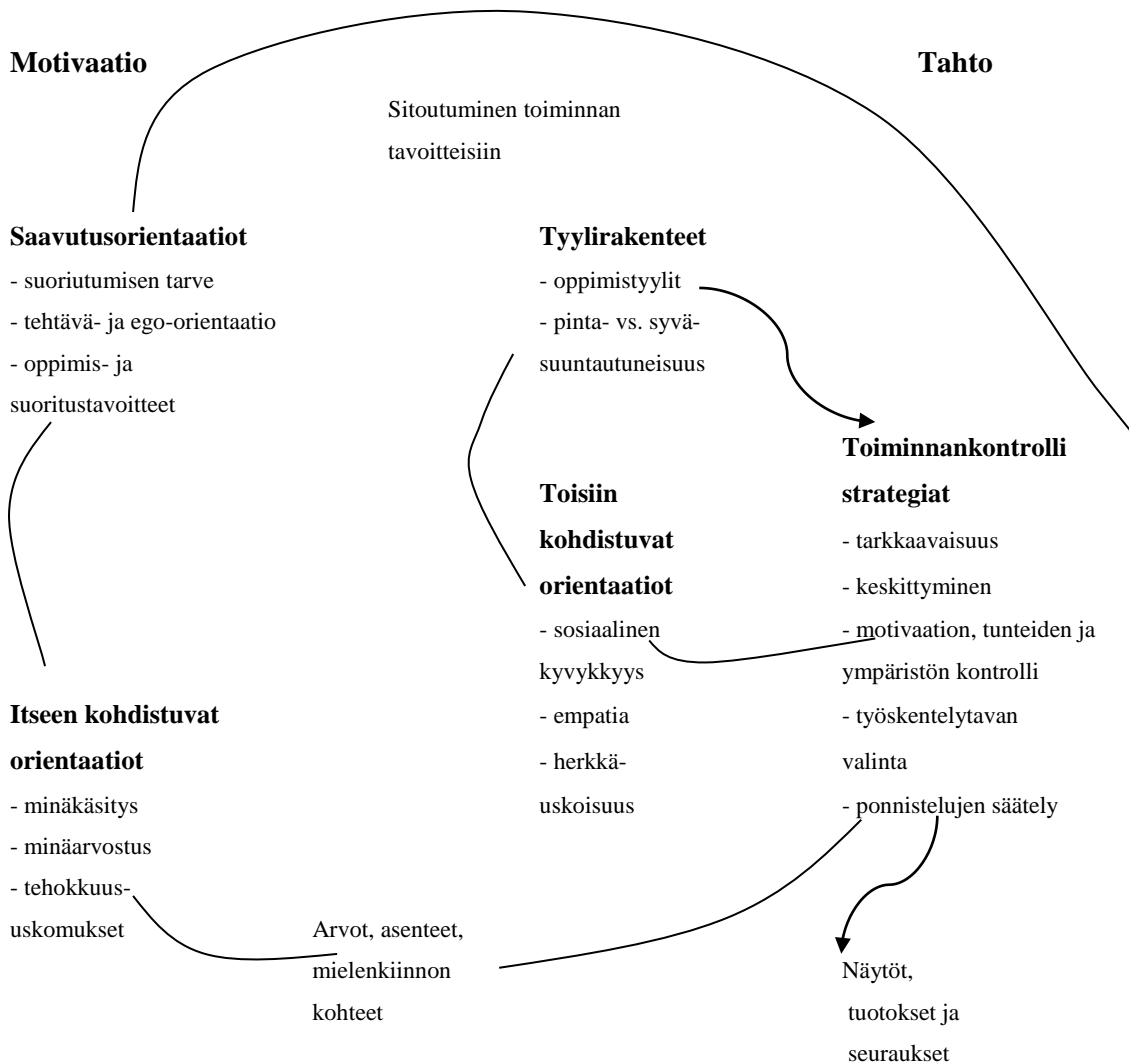 Motivaatio
Tahto
Sitoutuminen toiminnan
tavoitteisiin
Saavutusorientaatiot
- suoriutumisen tarve
- tehtävä- ja ego-orientaatio
- oppimis- ja
suoritustavoitteet
Tyylirakenteet
- oppimistyylit
- pinta- vs. syvä-
suuntautuneisuus
Toiminnankontrolli
strategiat
- tarkkaavaisuus
- keskittyminen
- motivaation, tunteiden ja
ympäristön kontrolli
- työskentelytavan
valinta
- ponnistelujen säätely
Toisiin
kohdistuvat
orientaatiot
- sosiaalinen
kyvykkyys
- empatia
- herkkä-
uskoisuus
Itseen kohdistuvat
orientaatiot
- minäkäsitys
- minäarvostus
- tehokkuus-
uskomukset
Arvot, asenteet,
mielenkiinnon
kohteet
Näytöt,
tuotokset ja
seuraukset